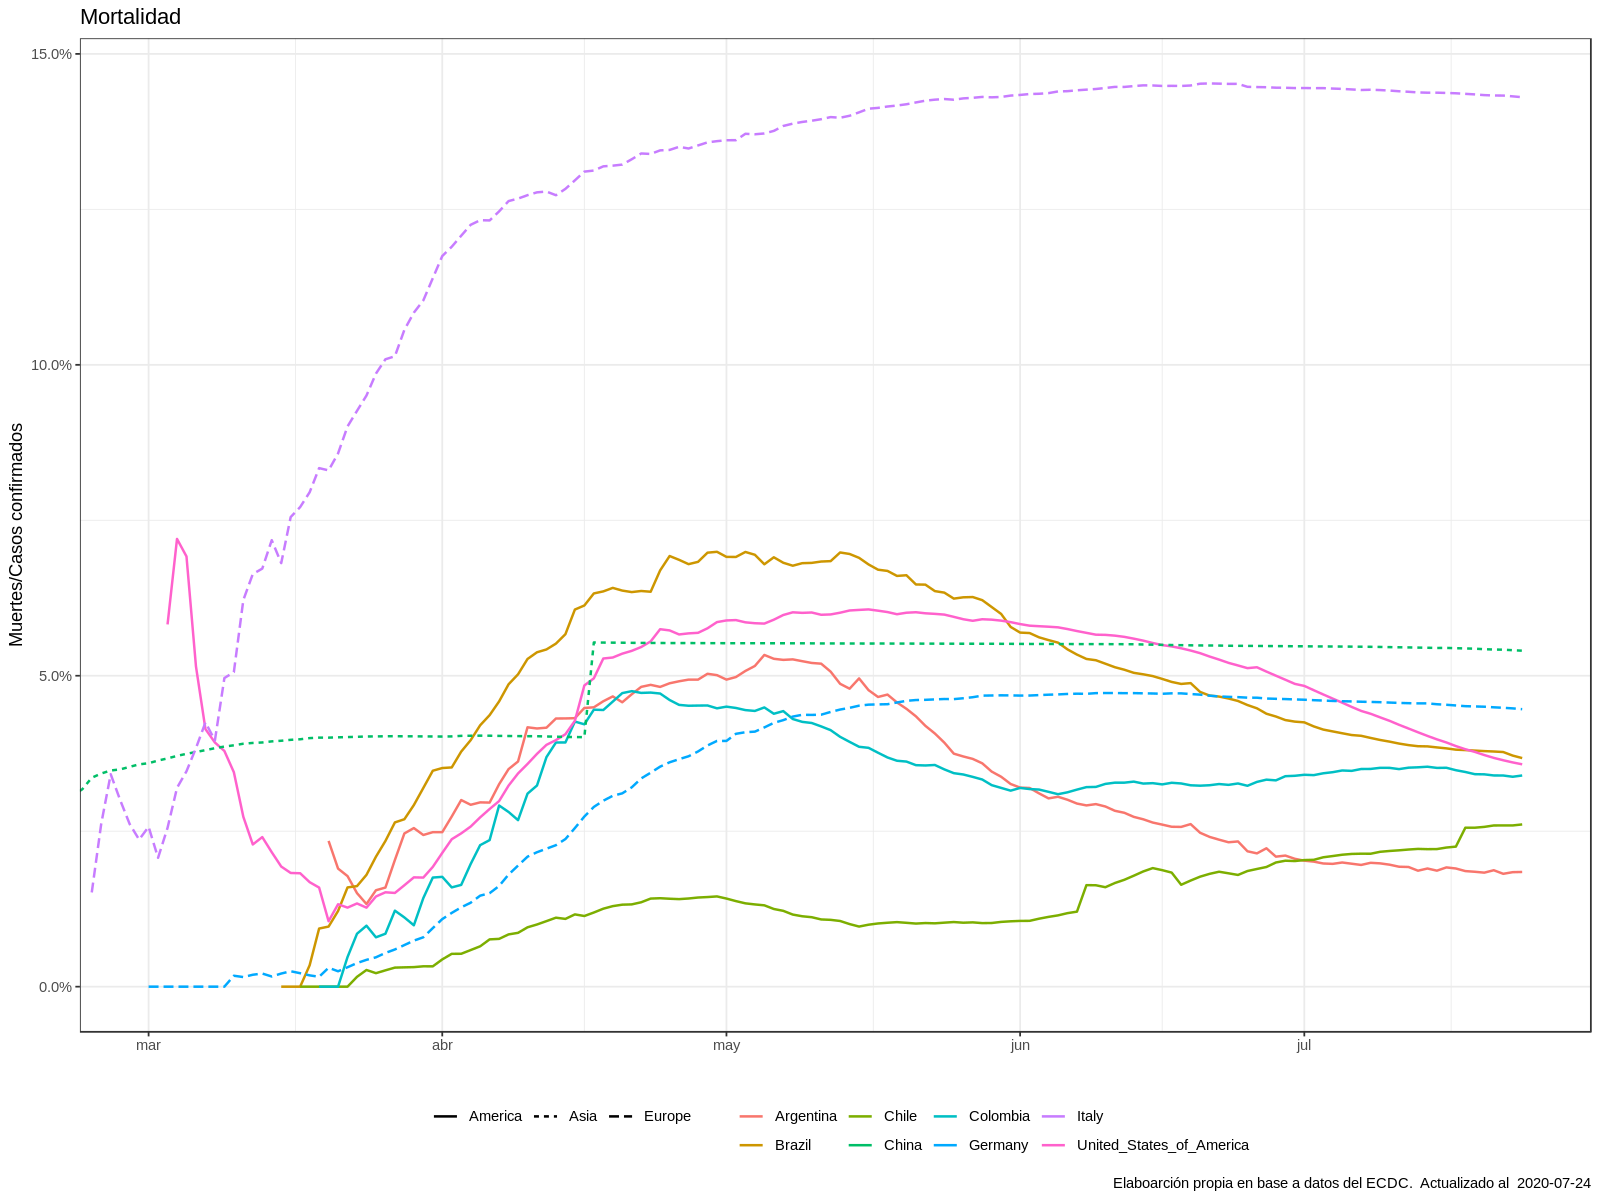 Mortalidad
15.0%
10.0%
5.0%
0.0%
Muertes/Casos confirmados
mar abr may jun jul
America Asia Europe Argentina Chile Colombia Italy
Brazil China Germany United_States_of_America
Elaboarción propia en base a datos del ECDC. Actualizado al 2020-07-24